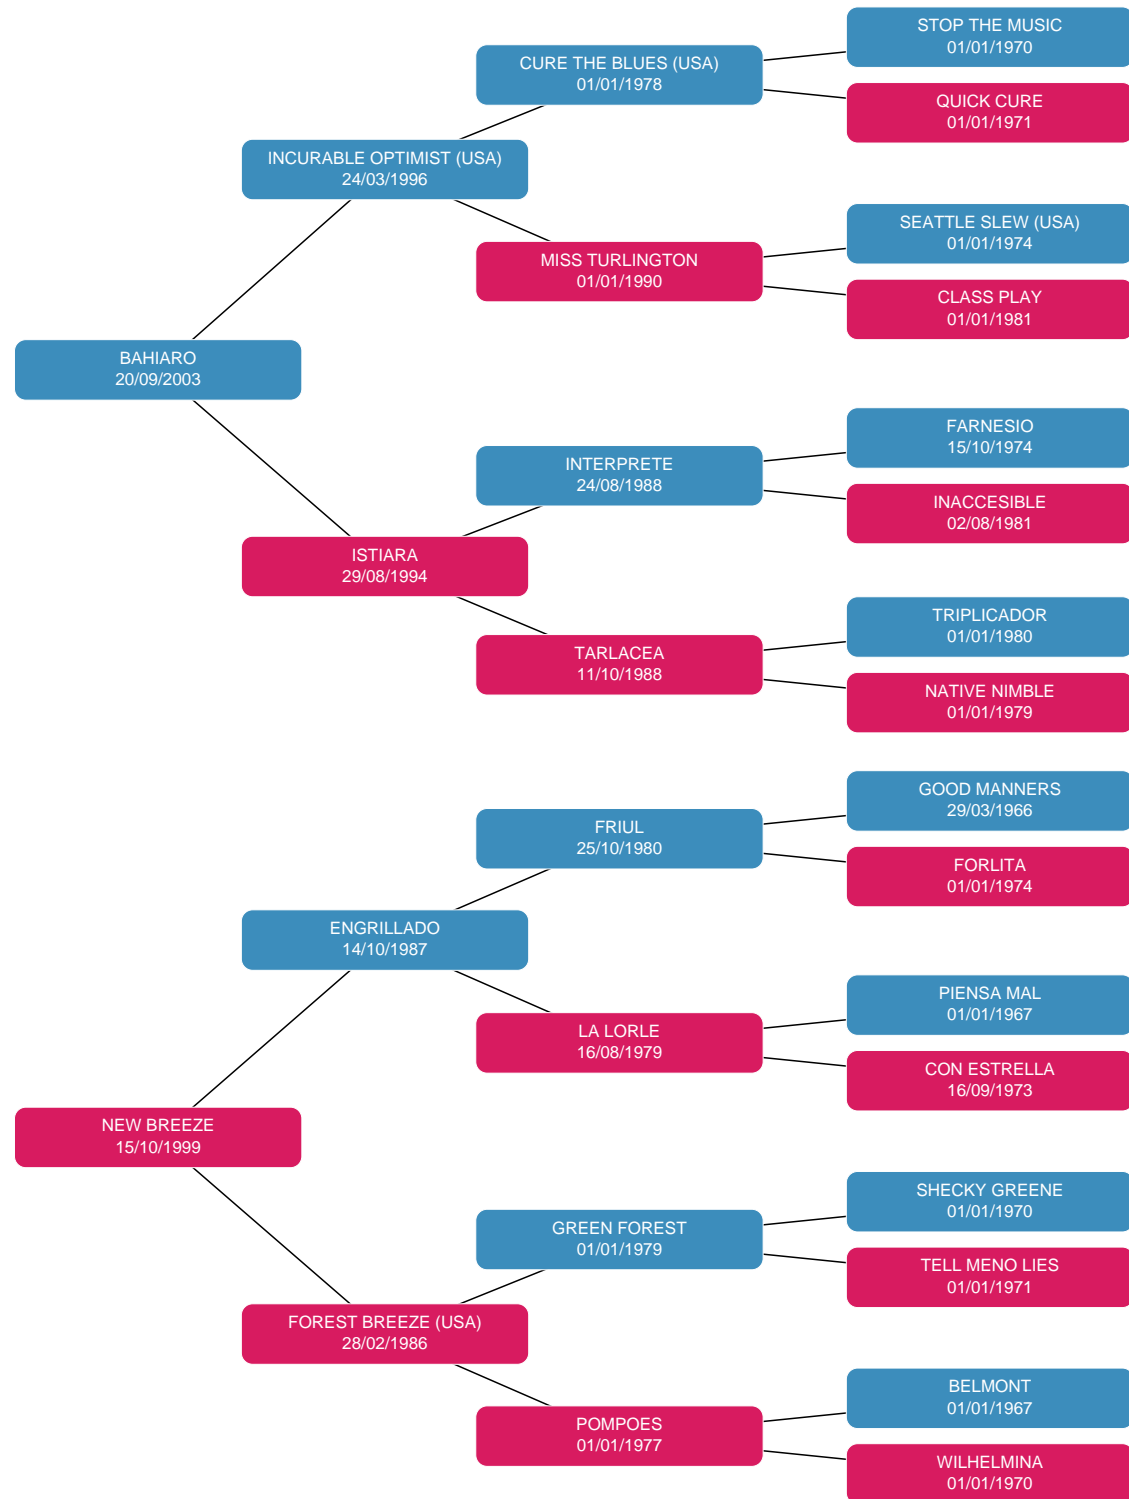 STOP THE MUSIC
01/01/1970
CURE THE BLUES (USA)
01/01/1978
QUICK CURE
01/01/1971
INCURABLE OPTIMIST (USA)
24/03/1996
SEATTLE SLEW (USA)
01/01/1974
MISS TURLINGTON
01/01/1990
CLASS PLAY
01/01/1981
BAHIARO
20/09/2003
FARNESIO
15/10/1974
INTERPRETE
24/08/1988
INACCESIBLE
02/08/1981
ISTIARA
29/08/1994
TRIPLICADOR
01/01/1980
TARLACEA
11/10/1988
NATIVE NIMBLE
01/01/1979
GOOD MANNERS
29/03/1966
FRIUL
25/10/1980
FORLITA
01/01/1974
ENGRILLADO
14/10/1987
PIENSA MAL
01/01/1967
LA LORLE
16/08/1979
CON ESTRELLA
16/09/1973
NEW BREEZE
15/10/1999
SHECKY GREENE
01/01/1970
GREEN FOREST
01/01/1979
TELL MENO LIES
01/01/1971
FOREST BREEZE (USA)
28/02/1986
BELMONT
01/01/1967
POMPOES
01/01/1977
WILHELMINA
01/01/1970